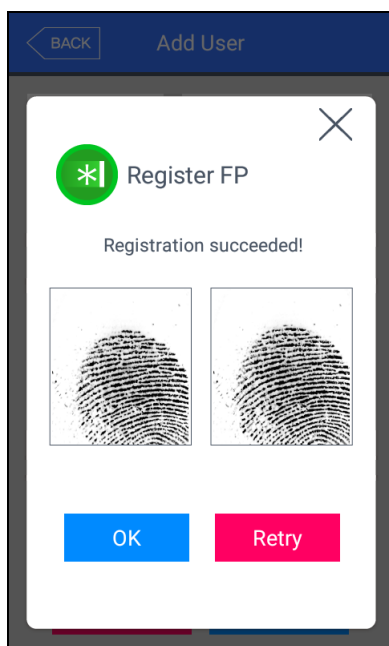 BACK
Add User
Register FP
Registration succeeded!
OK
Retry